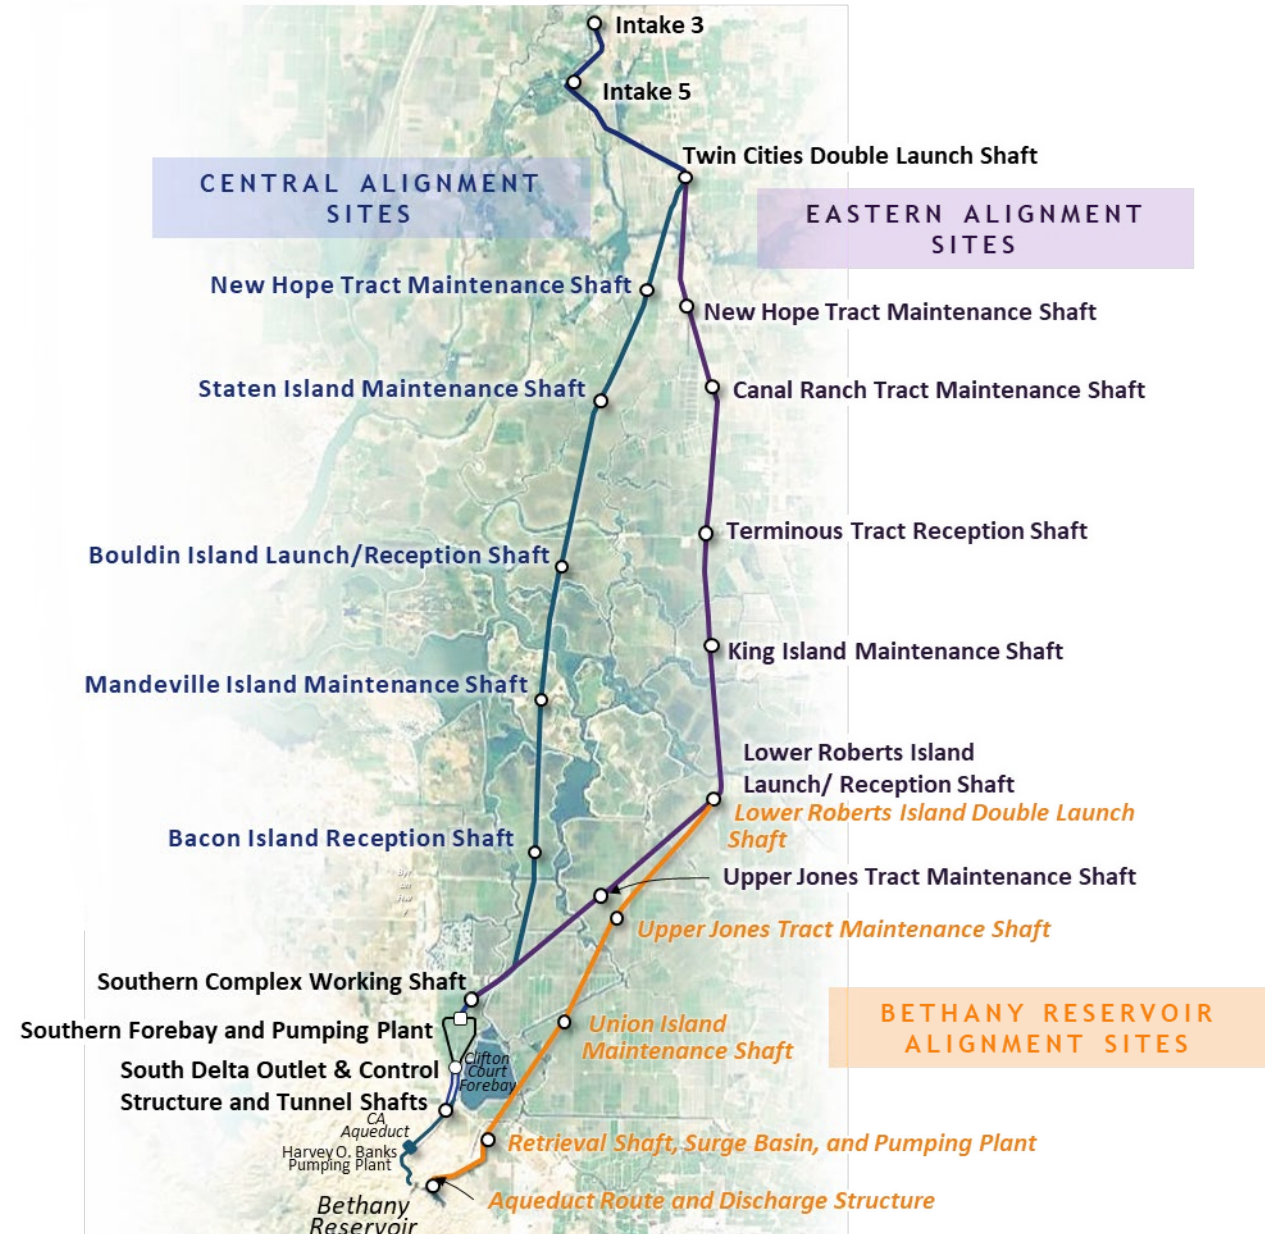 Intake 3
Intake 5
Twin Cities Double Launch Shaft
CENTRAL ALIGNMENT
SITES
EASTERN ALIGNMENT
SITES
New Hope Tract Maintenance Shaft
New Hope Tract Maintenance Shaft
Staten Island Maintenance Shaft
Canal Ranch Tract Maintenance Shaft
Terminous Tract Reception Shaft
Bouldin Island Launch/Reception Shaft
King Island Maintenance Shaft
Mandeville Island Maintenance Shaft
Lower Roberts Island
Launch/ Reception Shaft
Lower Roberts Island Double Launch
Shaft
Bacon Island Reception Shaft
Upper Jones Tract Maintenance Shaft
Upper Jones Tract Maintenance Shaft
Southern Complex Working Shaft
BETHANY RESERVOIR
ALIGNMENT SITES
Southern Forebay and Pumping Plant
Union Island
Maintenance Shaft
South Delta Outlet & Control
Structure and Tunnel Shafts
Clifton
Court
Forebay
CA
Aqueduct
Harvey O. Banks
Pumping Plant
Retrieval Shaft, Surge Basin, and Pumping Plant
Aqueduct Route and Discharge Structure
Bethany
Reservoir